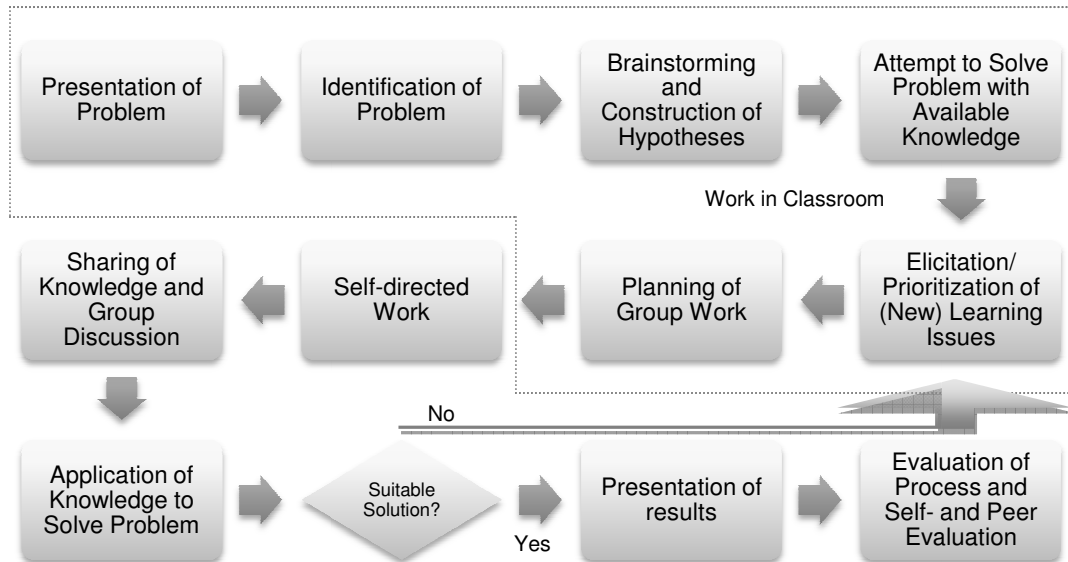 Presentation of
Problem
Identification of
Problem
Brainstorming
and
Construction of
Hypotheses
Attempt to Solve
Problem with
Available
Knowledge
Work in Classroom
Sharing of
Knowledge and
Group
Discussion
Self-directed
Work
Planning of
Group Work
Elicitation/
Prioritization of
(New) Learning
Issues
No
Application of
Knowledge to
Solve Problem
Suitable
Solution?
Yes
Presentation of
results
Evaluation of
Process and
Self- and Peer
Evaluation